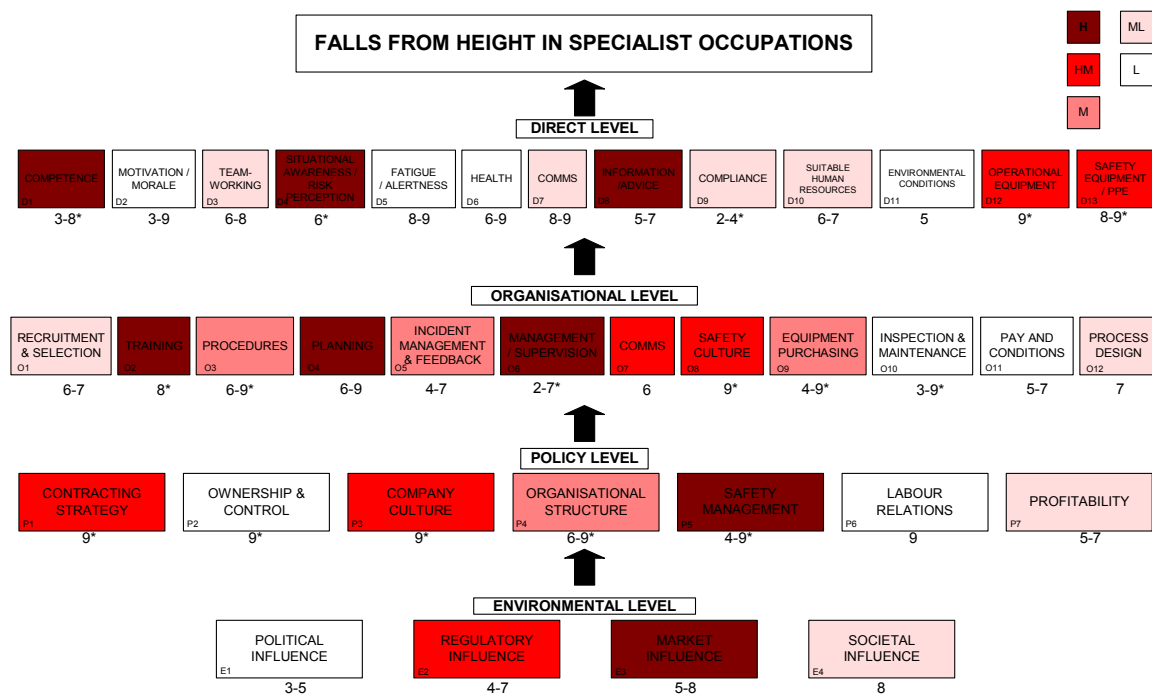 FALLS FROM HEIGHT IN SPECIALIST OCCUPATIONS
H
ML
HM
L
M
DIRECT LEVEL
COMPETENCE
D1
3-8*
MOTIVATION /
MORALE
D2
3-9
TEAM-
WORKING
D3
6-8
SITUATIONAL
AWARENESS /
RISK
PERCEPTION
D4
6*
FATIGUE
/ ALERTNESS
D5
8-9
HEALTH
D6
6-9
COMMS
D7
8-9
INFORMATION
/ADVICE
D8
5-7
COMPLIANCE
D9
2-4*
SUITABLE
HUMAN
RESOURCES
D10
6-7
ENVIRONMENTAL
CONDITIONS
D11
5
OPERATIONAL
EQUIPMENT
D12
9*
SAFETY
EQUIPMENT
/ PPE
D13
8-9*
ORGANISATIONAL LEVEL
RECRUITMENT
& SELECTION
O1
6-7
TRAINING
O2
8*
PROCEDURES
O3
6-9*
PLANNING
O4
6-9
INCIDENT
MANAGEMENT
& FEEDBACK
O5
4-7
MANAGEMENT
/ SUPERVISION
O6
2-7*
COMMS
O7
6
SAFETY
CULTURE
O8
9*
EQUIPMENT
PURCHASING
O9
4-9*
INSPECTION &
MAINTENANCE
O10
3-9*
PAY AND
CONDITIONS
O11
5-7
PROCESS
DESIGN
O12
7
POLICY LEVEL
CONTRACTING
STRATEGY
P1
9*
OWNERSHIP &
CONTROL
P2
9*
COMPANY
CULTURE
P3
9*
ORGANISATIONAL
STRUCTURE
P4
6-9*
SAFETY
MANAGEMENT
P5
4-9*
LABOUR
RELATIONS
P6
9
PROFITABILITY
P7
5-7
ENVIRONMENTAL LEVEL
POLITICAL
INFLUENCE
E1
3-5
REGULATORY
INFLUENCE
E2
4-7
MARKET
INFLUENCE
E3
5-8
SOCIETAL
INFLUENCE
E4
8